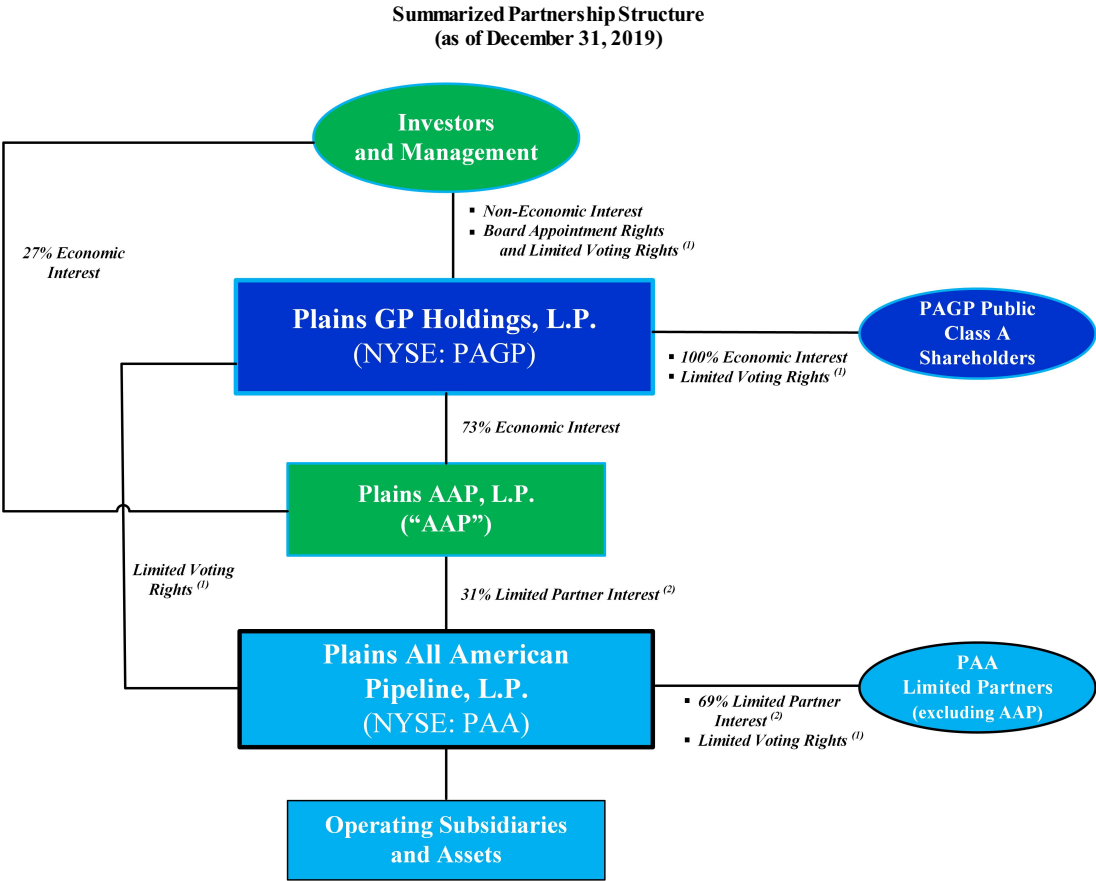 Summarized Partnership Structure
(as of December 31, 2019)
Investors
and Management
▪ Non-Economic Interest
▪ Board Appointment Rights
and Limited Voting Rights (1)
27% Economic
Interest
Plains GP Holdings, L.P.
(NYSE: PAGP)
PAGP Public
Class A
Shareholders
▪ 100% Economic Interest
▪ Limited Voting Rights (1)
73% Economic Interest
Plains AAP, L.P.
(“AAP”)
Limited Voting
Rights (1)
31% Limited Partner Interest (2)
Plains All American
Pipeline, L.P.
(NYSE: PAA)
PAA
Limited Partners
(excluding AAP)
▪ 69% Limited Partner
Interest (2)
▪ Limited Voting Rights (1)
Operating Subsidiaries
and Assets